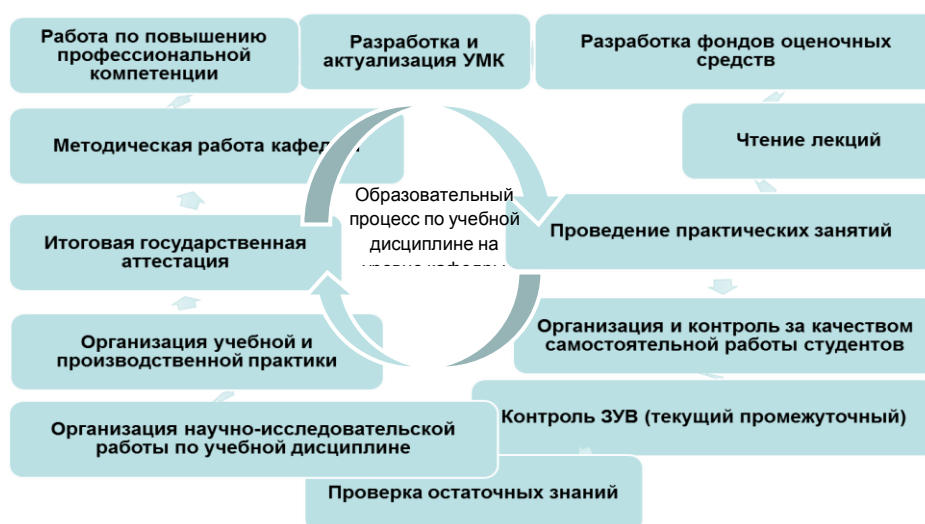 Работа по повышению
профессиональной
компетенции
Разработка и
актуализация УМК
Разработка фондов оценочных
средств
Чтение лекций
Проведение практических занятий
Организация и контроль за качеством
самостоятельной работы студентов
Контроль ЗУВ (текущий промежуточный)
Проверка остаточных знаний
Организация научно-исследовательской
работы по учебной дисциплине
Организация учебной и
производственной практики
Итоговая государственная
аттестация
Методическая работа
Образовательный
процесс по учебной
дисциплине на